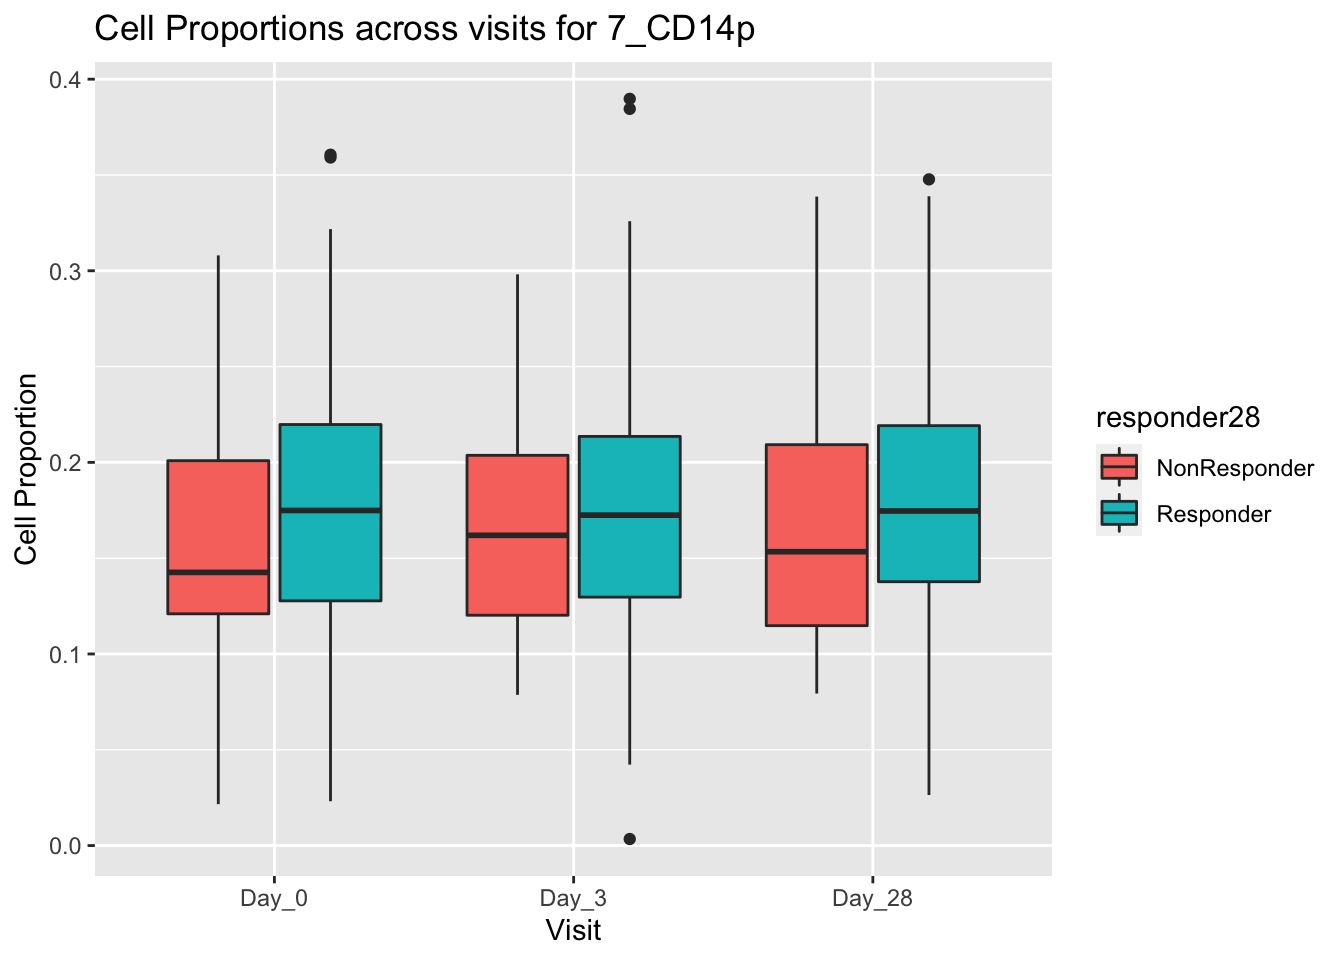 Cell Proportions across visits for 7_CD14p
0.4
0.3
0.2
0.1
0.0
Cell Proportion
Day_0
Day_3
Day_28
Visit
responder28
NonResponder
Responder